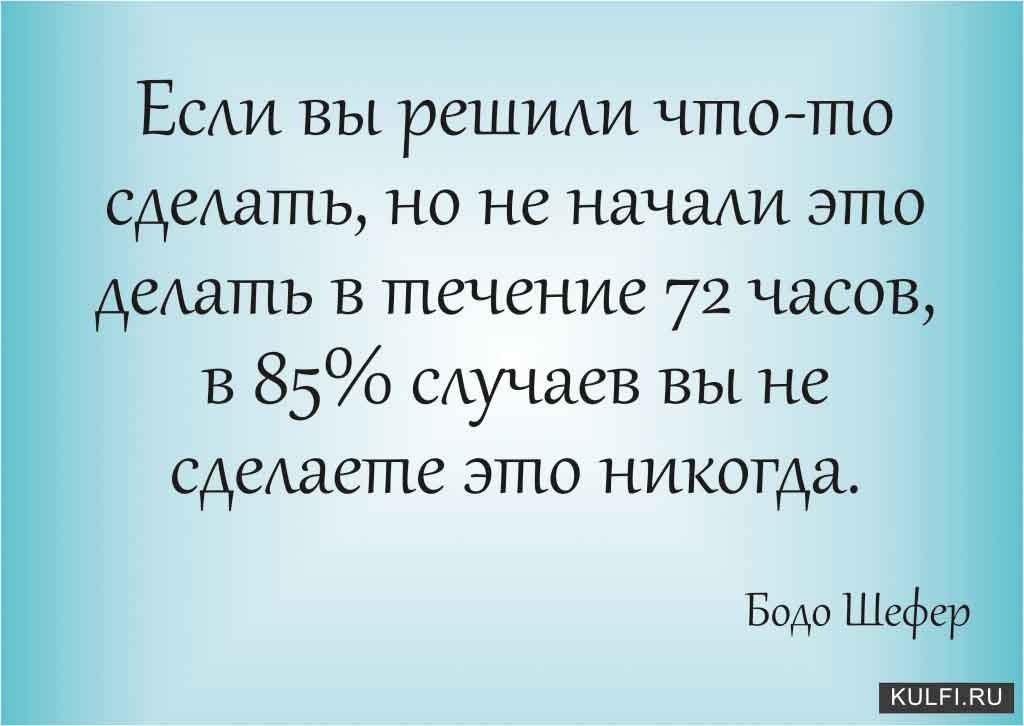 Если вы решили что-то
сделать, но не начали это
делать в течение 72 часов,
в 85% случаев вы не
сделаете это никогда.
Бодо Шефер
KULFI.RU